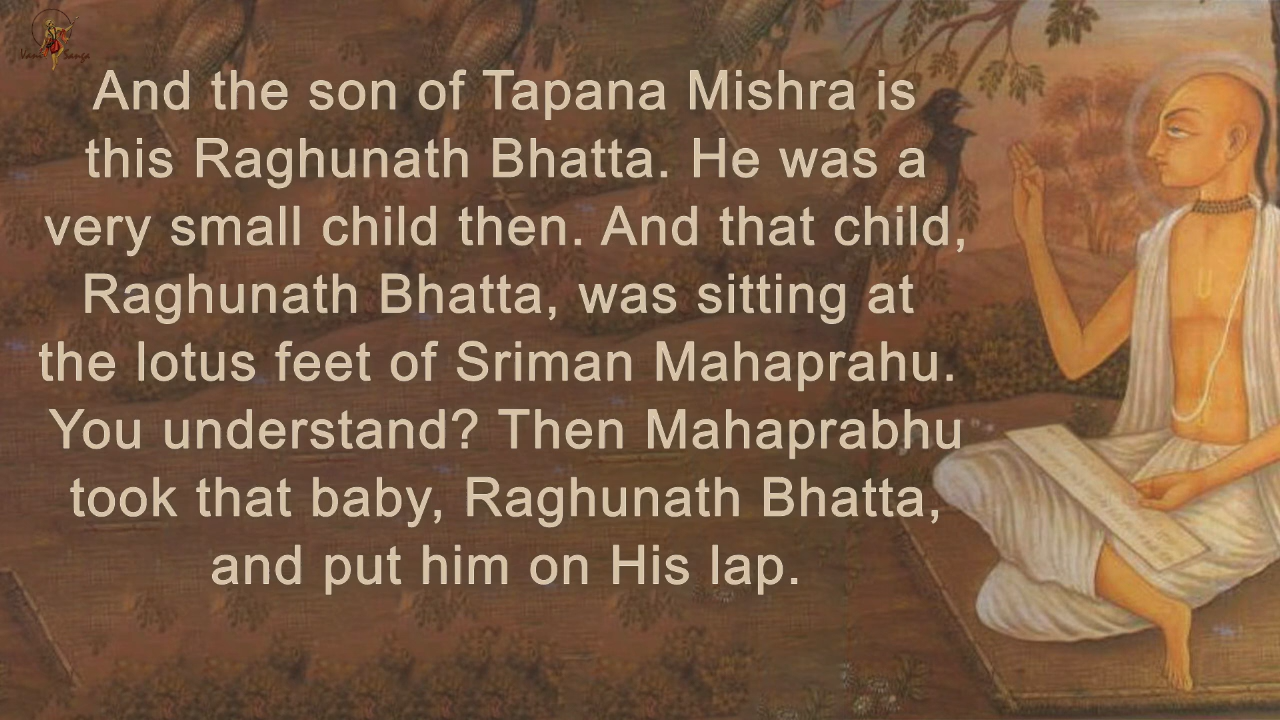 Vani Sanga
And the son of Tapana Mishra is
this Raghunath Bhatta. He was a
very small child then. And that child,
Raghunath Bhatta, was sitting at
the lotus feet of Sriman Mahaprahu.
You understand? Then Mahaprabhu
took that baby, Raghunath Bhatta,
and put him on His lap.